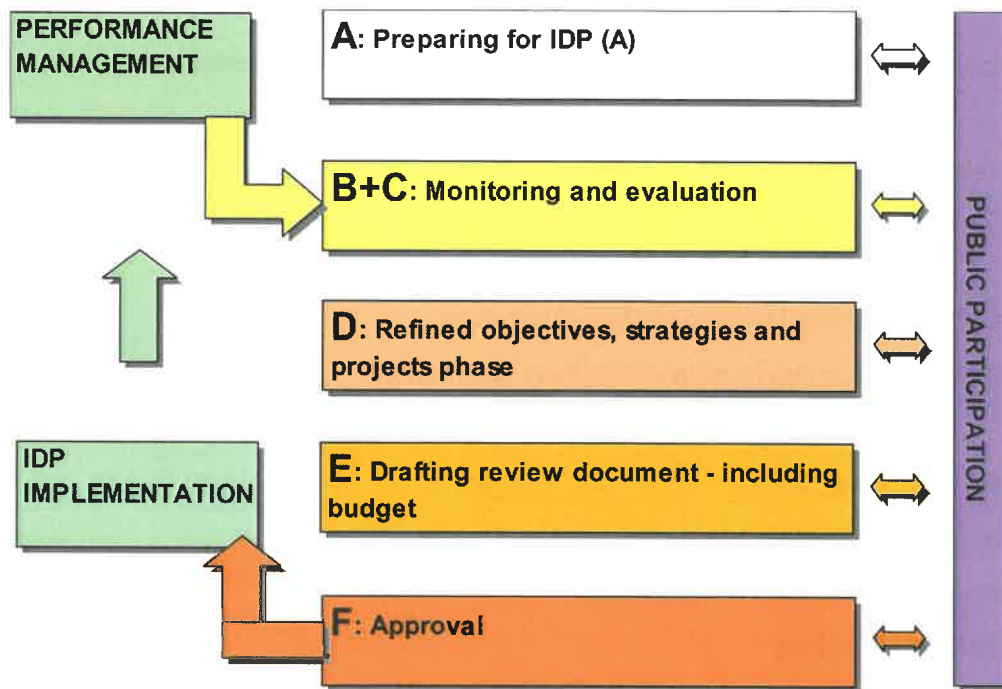 PERFORMANCE
MANAGEMENT
A: Preparing for IDP (A)
B+C: Monitoring and evaluation
D: Refined objectives, strategies and
projects phase
IDP
IMPLEMENTATION
E: Drafting review document - including
budget
F: Approval
PUBLIC PARTICIPATION